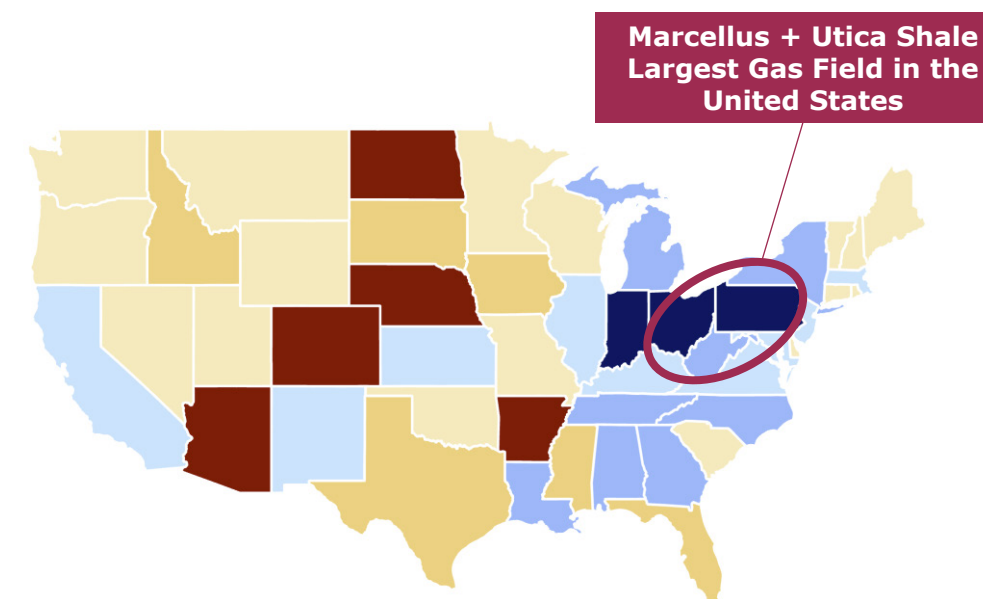 Marcellus + Utica Shale
Largest Gas Field in the
United States